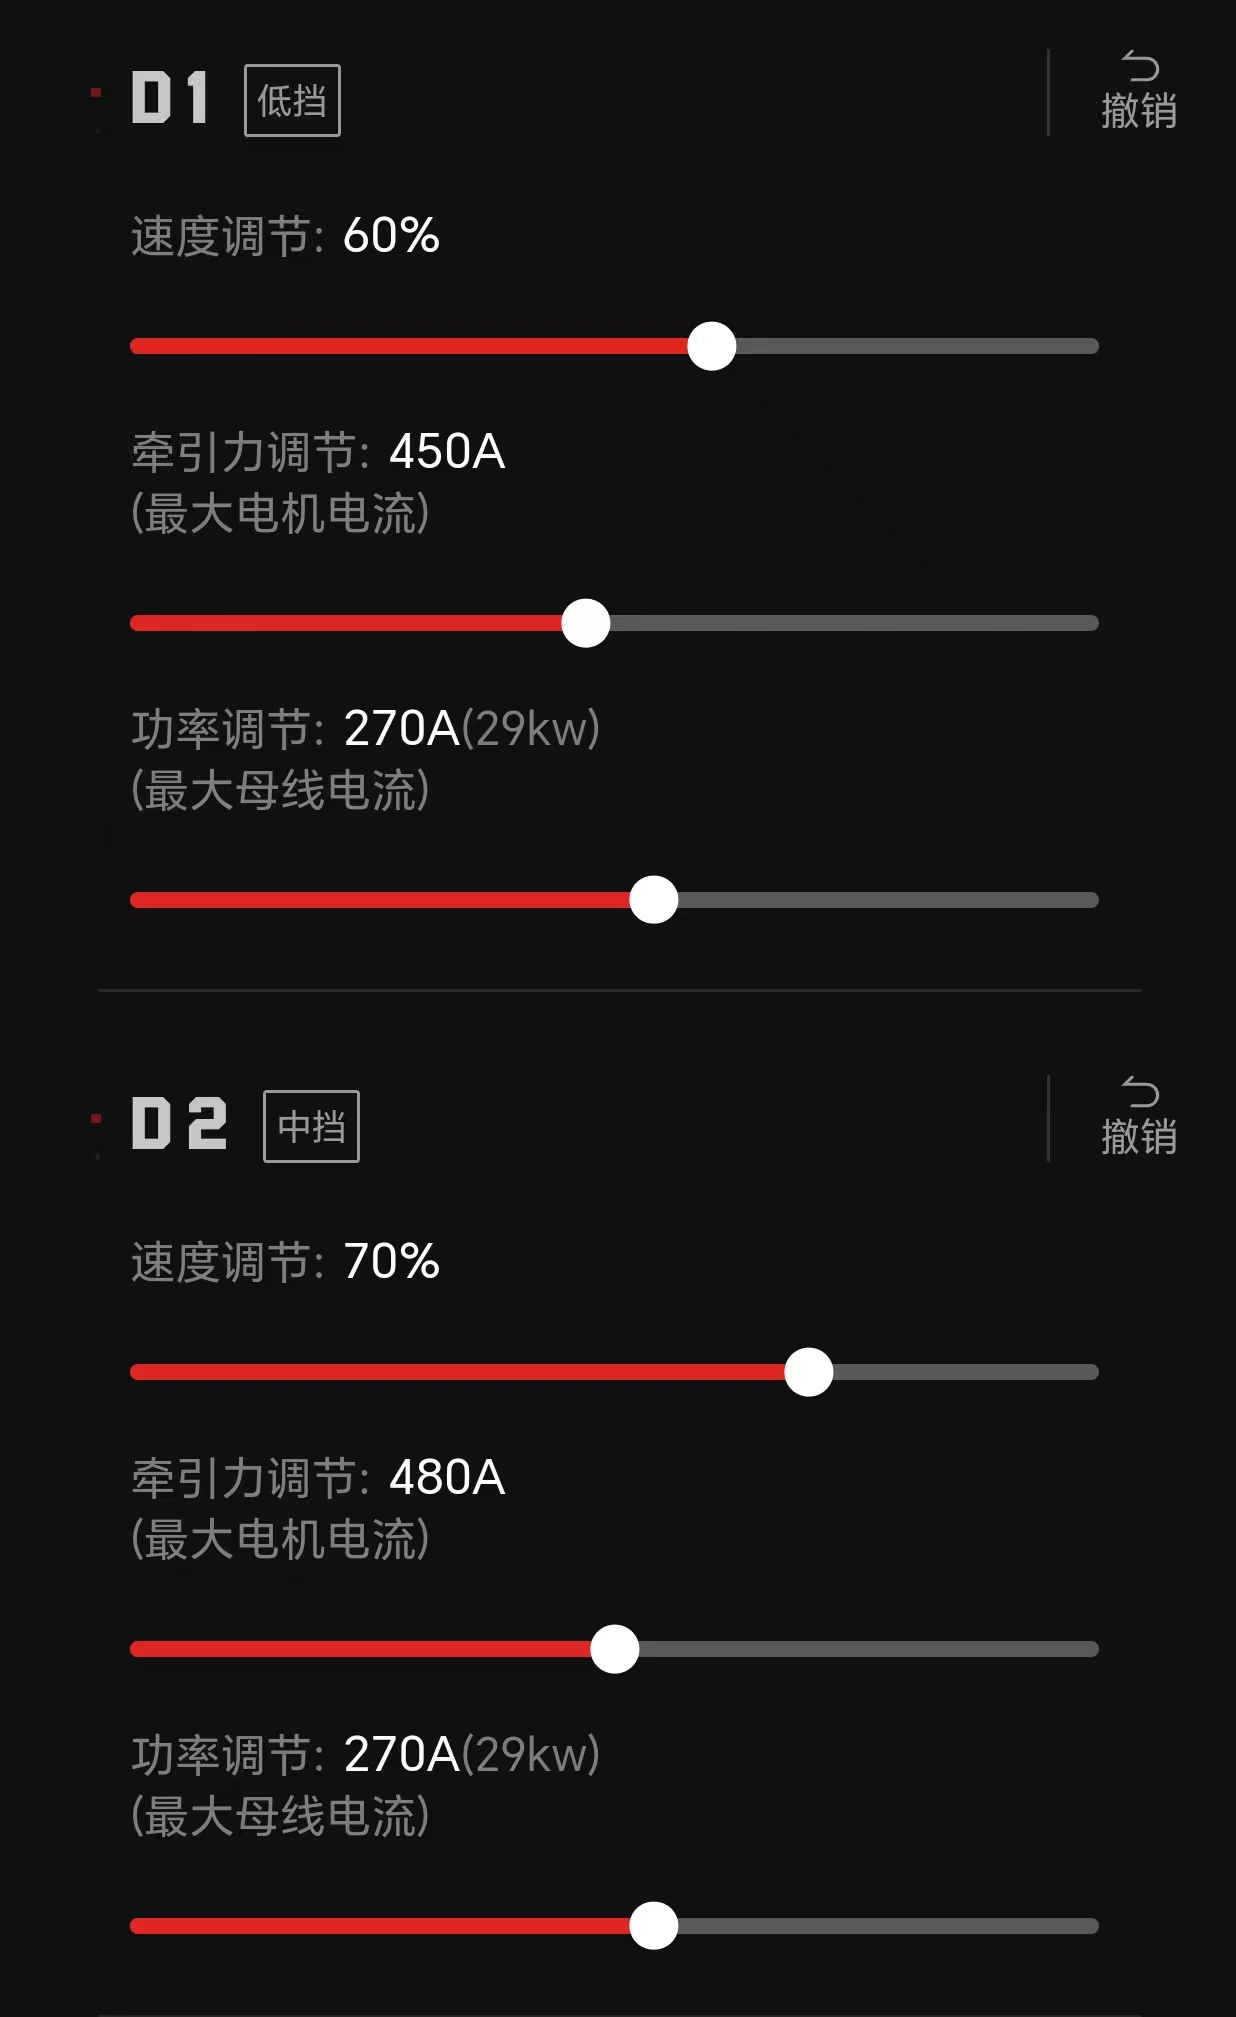 D1 低挡
撤销
速度调节: 60%
牵引力调节: 450A
(最大电机电流)
功率调节: 270A(29kw)
(最大母线电流)
D2 中挡
撤销
速度调节: 70%
牵引力调节: 480A
(最大电机电流)
功率调节: 270A(29kw)
(最大母线电流)